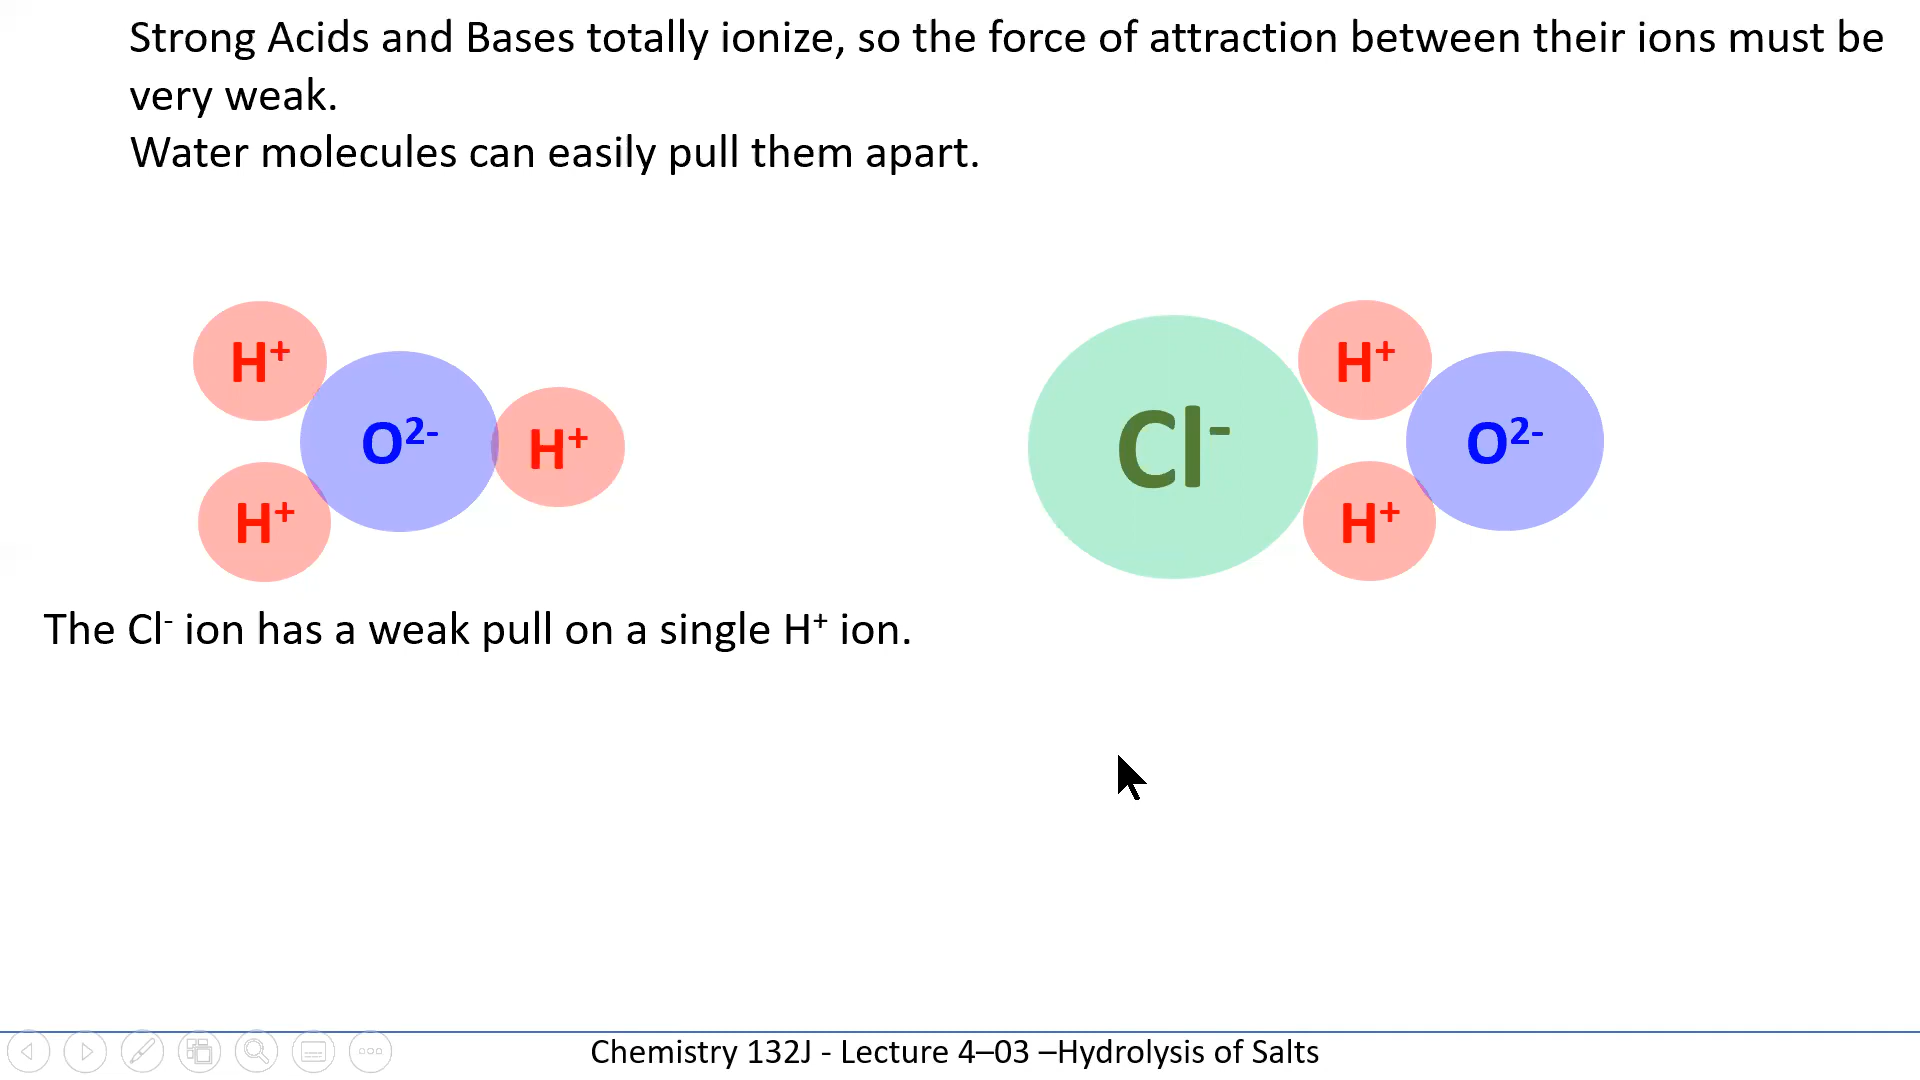 Strong Acids and Bases totally ionize, so the force of attraction between their ions must be
very weak.
Water molecules can easily pull them apart.
H⁺
O²⁻
H⁺
H⁺
Cl⁻
H⁺
O²⁻
H⁺
The Cl⁻ ion has a weak pull on a single H⁺ ion.
Chemistry 132J - Lecture 4–03 –Hydrolysis of Salts